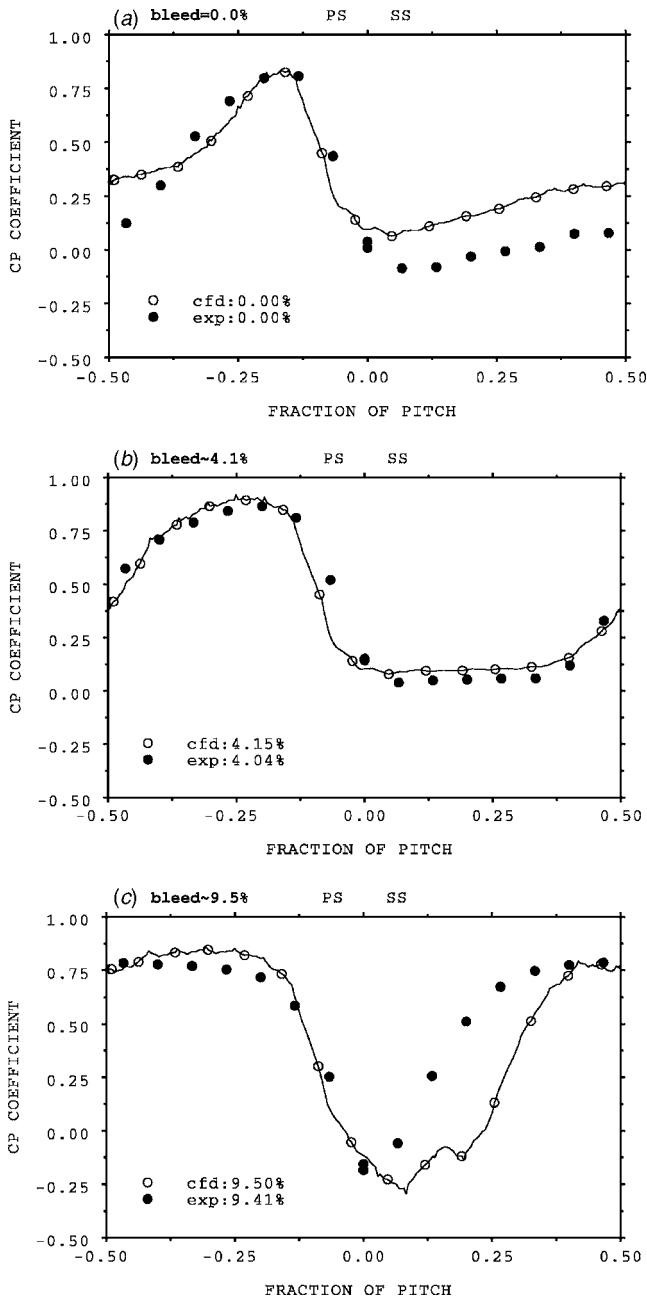 (a) bleed=0.0% PS SS
1.00
0.75
0.50
0.25
0.00
-0.25
-0.50
CP COEFFICIENT
cfd:0.00%
exp:0.00%
-0.50 -0.25 0.00 0.25 0.50
FRACTION OF PITCH
(b) bleed~4.1% PS SS
1.00
0.75
0.50
0.25
0.00
-0.25
-0.50
CP COEFFICIENT
cfd:4.15%
exp:4.04%
-0.50 -0.25 0.00 0.25 0.50
FRACTION OF PITCH
(c) bleed~9.5% PS SS
1.00
0.75
0.50
0.25
0.00
-0.25
-0.50
CP COEFFICIENT
cfd:9.50%
exp:9.41%
-0.50 -0.25 0.00 0.25 0.50
FRACTION OF PITCH